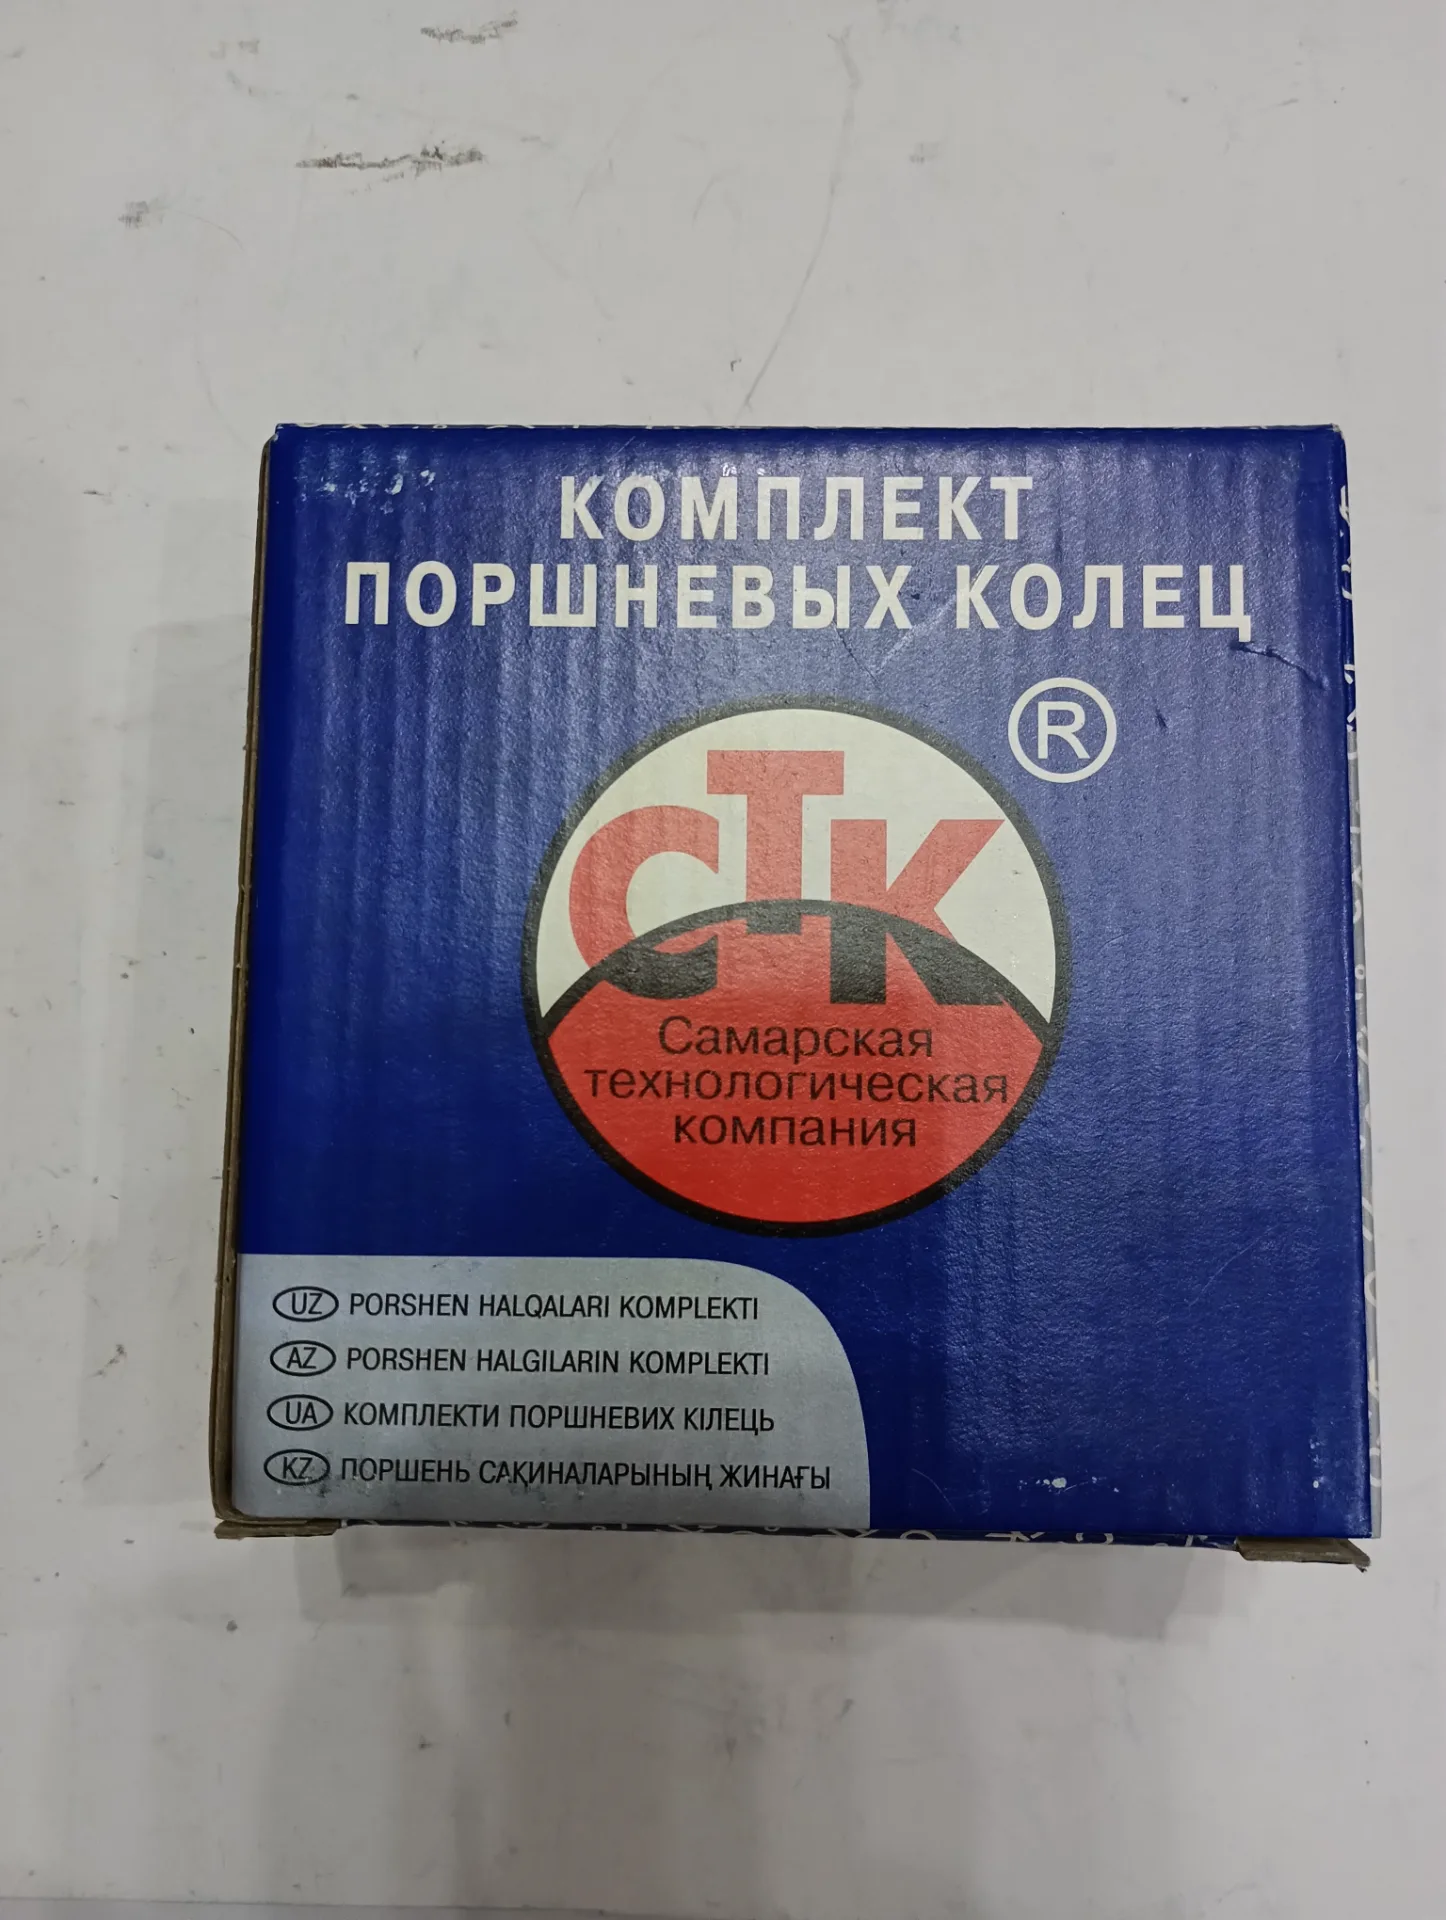 КОМПЛЕКТ
ПОРШНЕВЫХ КОЛЕЦ
®
СТК
Самарская
технологическая
компания
UZ PORSHEN HALQALARI KOMPLEKTI
AZ PORSHEN HALGILARIN KOMPLEKTI
UA КОМПЛЕКТИ ПОРШНЕВИХ КІЛЕЦЬ
KZ ПОРШЕНЬ САҚИНАЛАРЫНЫҢ ЖИНАҒЫ